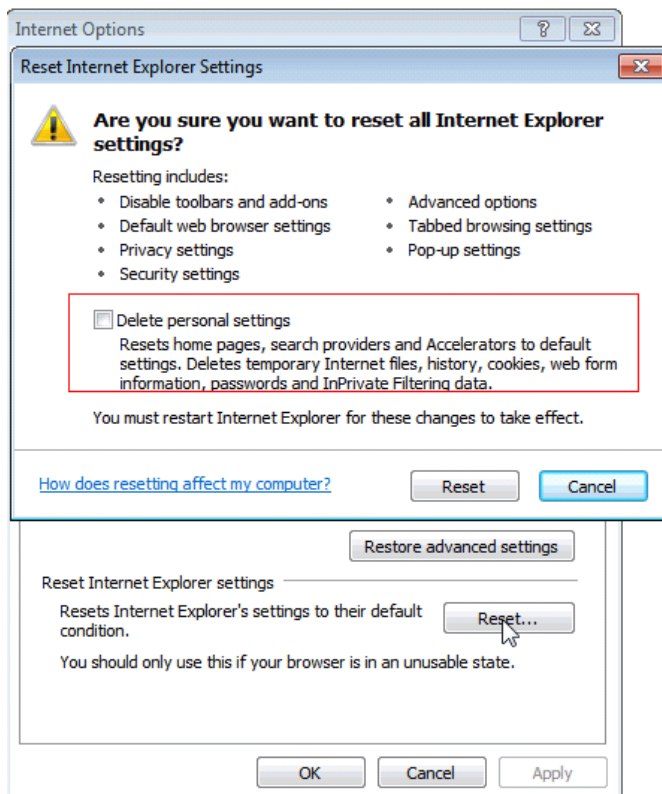 Internet Options
Reset Internet Explorer Settings
Are you sure you want to reset all Internet Explorer
settings?
Resetting includes:
• Disable toolbars and add-ons
• Default web browser settings
• Privacy settings
• Security settings
• Advanced options
• Tabbed browsing settings
• Pop-up settings
Delete personal settings
Resets home pages, search providers and Accelerators to default
settings. Deletes temporary Internet files, history, cookies, web form
information, passwords and InPrivate Filtering data.
You must restart Internet Explorer for these changes to take effect.
How does resetting affect my computer?
Reset
Cancel
Restore advanced settings
Reset Internet Explorer settings
Resets Internet Explorer's settings to their default
condition.
Reset...
You should only use this if your browser is in an unusable state.
OK
Cancel
Apply